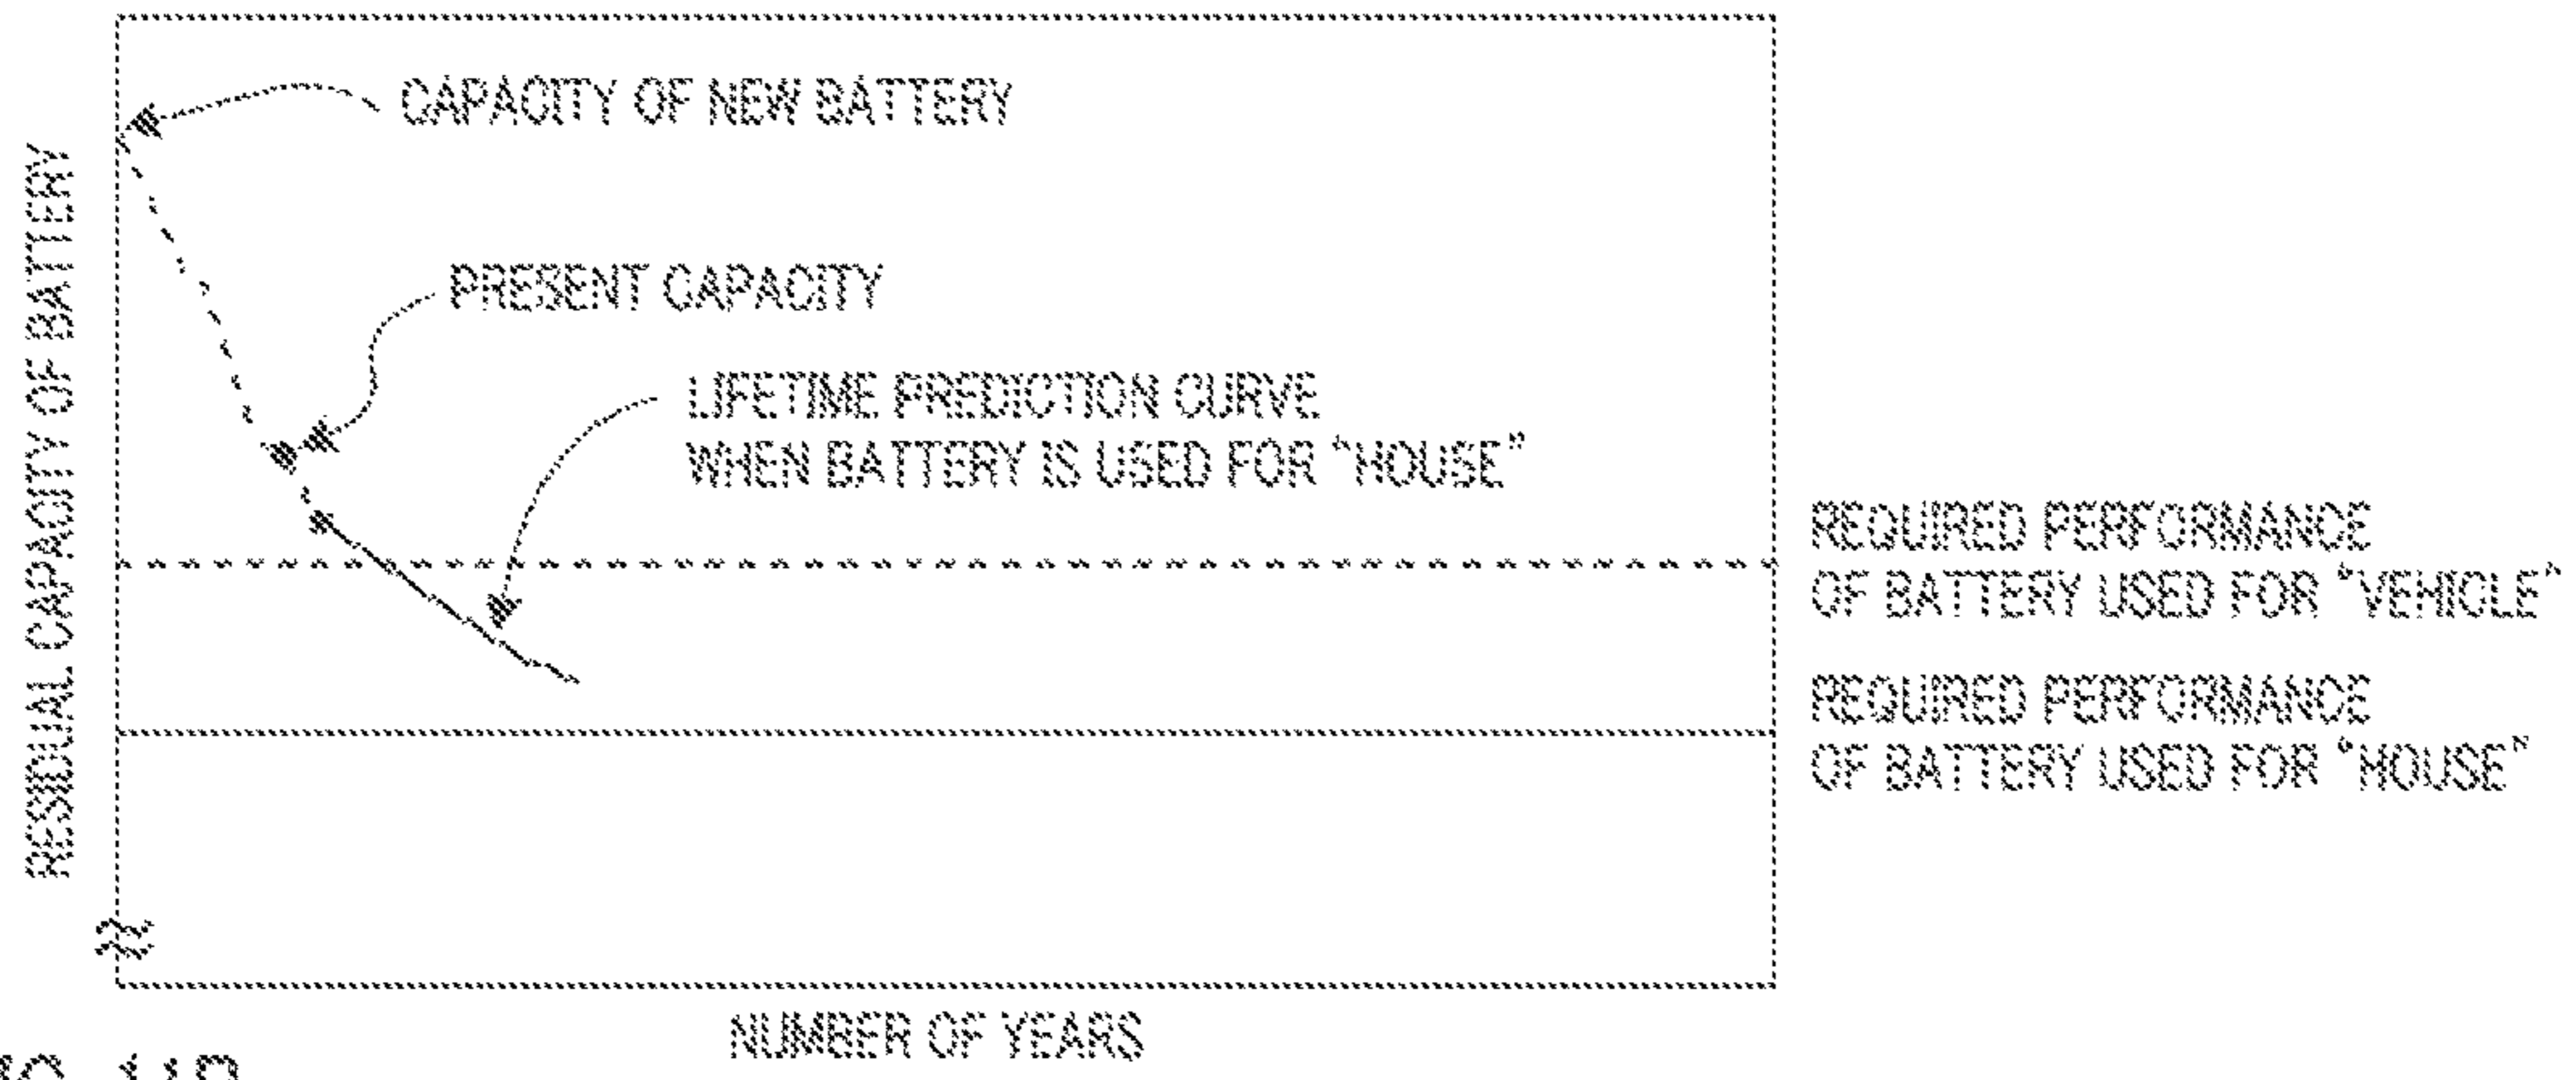 CAPACITY OF NEW BATTERY
PRESENT CAPACITY
LIFETIME PREDICTION CURVE
WHEN BATTERY IS USED FOR "HOUSE"
RESIDUAL CAPACITY OF BATTERY
REQUIRED PERFORMANCE
OF BATTERY USED FOR "VEHICLE"
REQUIRED PERFORMANCE
OF BATTERY USED FOR "HOUSE"
NUMBER OF YEARS